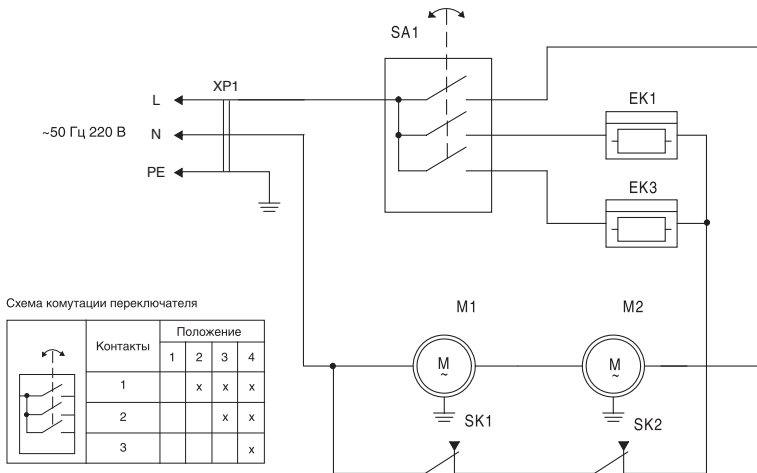 SA1
XP1
L
EK1
~50 Гц 220 В
N
PE
EK3
M1
M2
M
~
M
~
SK1
SK2
Схема комутации переключателя
Контакты
Положение
1 2 3 4
1 x x x
2 x x
3 x